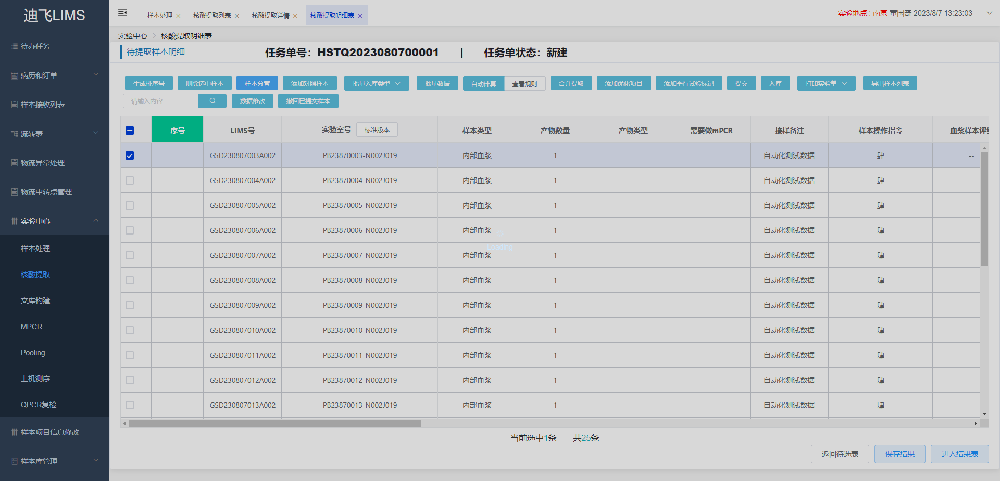 迪飞LIMS
待办任务
病历和订单
样本接收列表
流转表
物流异常处理
物流中转点管理
实验中心
样本处理
核酸提取
文库构建
MPCR
Pooling
上机测序
QPCR复检
样本项目信息修改
样本库管理
样本处理 核酸提取列表 核酸提取详情 核酸提取明细表
实验地点 : 南京 董国奇 2023/8/7 13:23:03
实验中心 > 核酸提取明细表
待提取样本明细 任务单号：HSTQ2023080700001 | 任务单状态：新建
生成排序号 删除选中样本 样本分管 添加对照样本 批量入库类型 批量数据 自动计算 查看规则 合并提取 添加优化项目 添加平行试验标记 提交 入库 打印实验单 导出样本列表
请输入内容 数据修改 撤回已提交样本
序号 LIMS号 实验室号 标准版本 样本类型 产物数量 产物类型 需要做mPCR 接样备注 样本操作指令 血浆样本评
GSD230807003A002 PB23870003-N002J019 内部血浆 1 自动化测试数据 肆 --
GSD230807004A002 PB23870004-N002J019 内部血浆 1 自动化测试数据 肆 --
GSD230807005A002 PB23870005-N002J019 内部血浆 1 自动化测试数据 肆 --
GSD230807006A002 PB23870006-N002J019 内部血浆 1 自动化测试数据 肆 --
Loading
GSD230807007A002 PB23870007-N002J019 内部血浆 1 自动化测试数据 肆 --
GSD230807008A002 PB23870008-N002J019 内部血浆 1 自动化测试数据 肆 --
GSD230807009A002 PB23870009-N002J019 内部血浆 1 自动化测试数据 肆 --
GSD230807010A002 PB23870010-N002J019 内部血浆 1 自动化测试数据 肆 --
GSD230807011A002 PB23870011-N002J019 内部血浆 1 自动化测试数据 肆 --
GSD230807012A002 PB23870012-N002J019 内部血浆 1 自动化测试数据 肆 --
GSD230807013A002 PB23870013-N002J019 内部血浆 1 自动化测试数据 肆 --
当前选中1条 共25条
返回待选表 保存结果 进入结果表